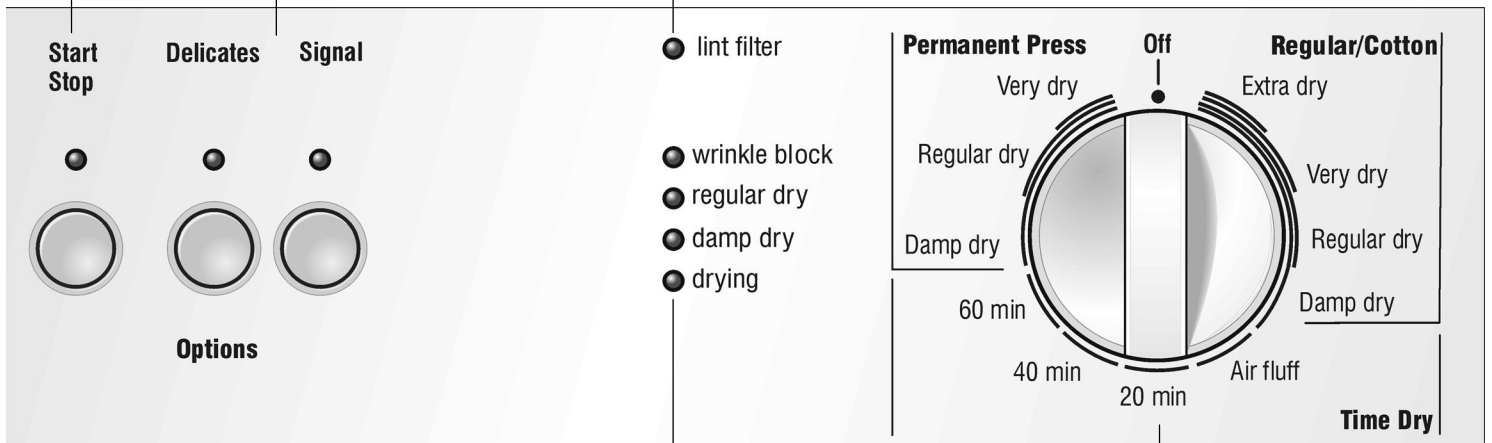 Start
Stop
Delicates
Signal
Options
lint filter
wrinkle block
regular dry
damp dry
drying
Permanent Press
Off
Regular/Cotton
Very dry
Extra dry
Regular dry
Very dry
Damp dry
Regular dry
60 min
Damp dry
40 min
Air fluff
20 min
Time Dry